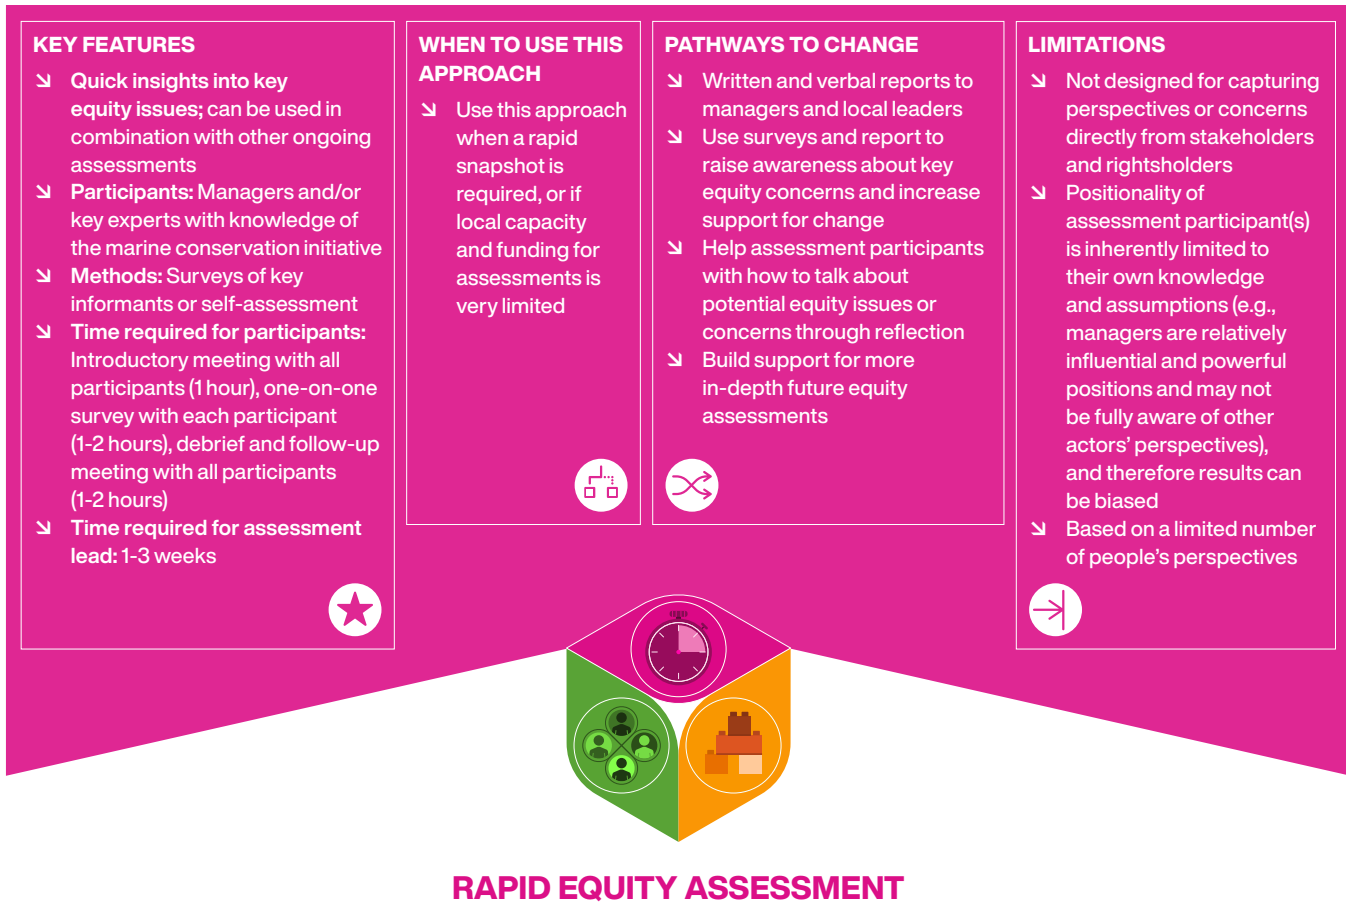 KEY FEATURES
Quick insights into key
equity issues; can be used in
combination with other ongoing
assessments
Participants: Managers and/or
key experts with knowledge of
the marine conservation initiative
Methods: Surveys of key
informants or self-assessment
Time required for participants:
Introductory meeting with all
participants (1 hour), one-on-one
survey with each participant
(1-2 hours), debrief and follow-up
meeting with all participants
(1-2 hours)
Time required for assessment
lead: 1-3 weeks
WHEN TO USE THIS
APPROACH
Use this approach
when a rapid
snapshot is
required, or if
local capacity
and funding for
assessments is
very limited
PATHWAYS TO CHANGE
Written and verbal reports to
managers and local leaders
Use surveys and report to
raise awareness about key
equity concerns and increase
support for change
Help assessment participants
with how to talk about
potential equity issues or
concerns through reflection
Build support for more
in-depth future equity
assessments
LIMITATIONS
Not designed for capturing
perspectives or concerns
directly from stakeholders
and rightsholders
Positionality of
assessment participant(s)
is inherently limited to
their own knowledge
and assumptions (e.g.,
managers are relatively
influential and powerful
positions and may not
be fully aware of other
actors' perspectives),
and therefore results can
be biased
Based on a limited number
of people's perspectives
RAPID EQUITY ASSESSMENT